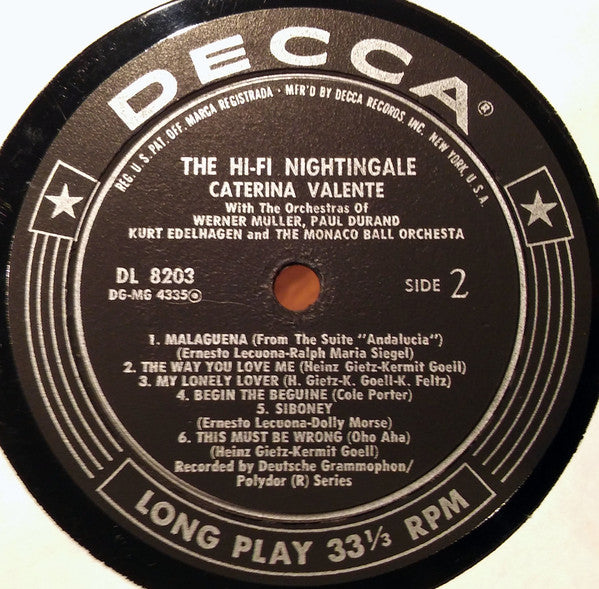 DECCA®
REG. U.S. PAT. OFF. MARCA REGISTRADA • MFR'D BY DECCA RECORDS, INC., NEW YORK, U.S.A.
THE HI-FI NIGHTINGALE
CATERINA VALENTE
With The Orchestras Of
WERNER MULLER, PAUL DURAND
KURT EDELHAGEN and THE MONACO BALL ORCHESTA
DL 8203
DG-MG 4335
SIDE 2
1. MALAGUENA (From The Suite "Andalucia")
(Ernesto Lecuona-Ralph Maria Siegel)
2. THE WAY YOU LOVE ME (Heinz Gietz-Kermit Goell)
3. MY LONELY LOVER (H. Gietz-K. Goell-K. Feltz)
4. BEGIN THE BEGUINE (Cole Porter)
5. SIBONEY
(Ernesto Lecuona-Dolly Morse)
6. THIS MUST BE WRONG (Oho Aha)
(Heinz Gietz-Kermit Goell)
Recorded by Deutsche Grammophon/
Polydor (R) Series
LONG PLAY 33⅓ RPM